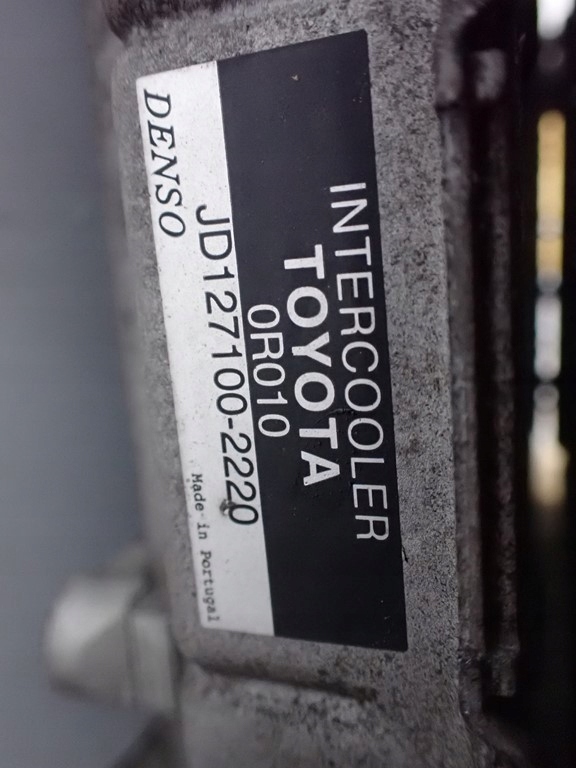 INTERCOOLER
TOYOTA
0R010
JD127100-2220
DENSO
Made in Portugal